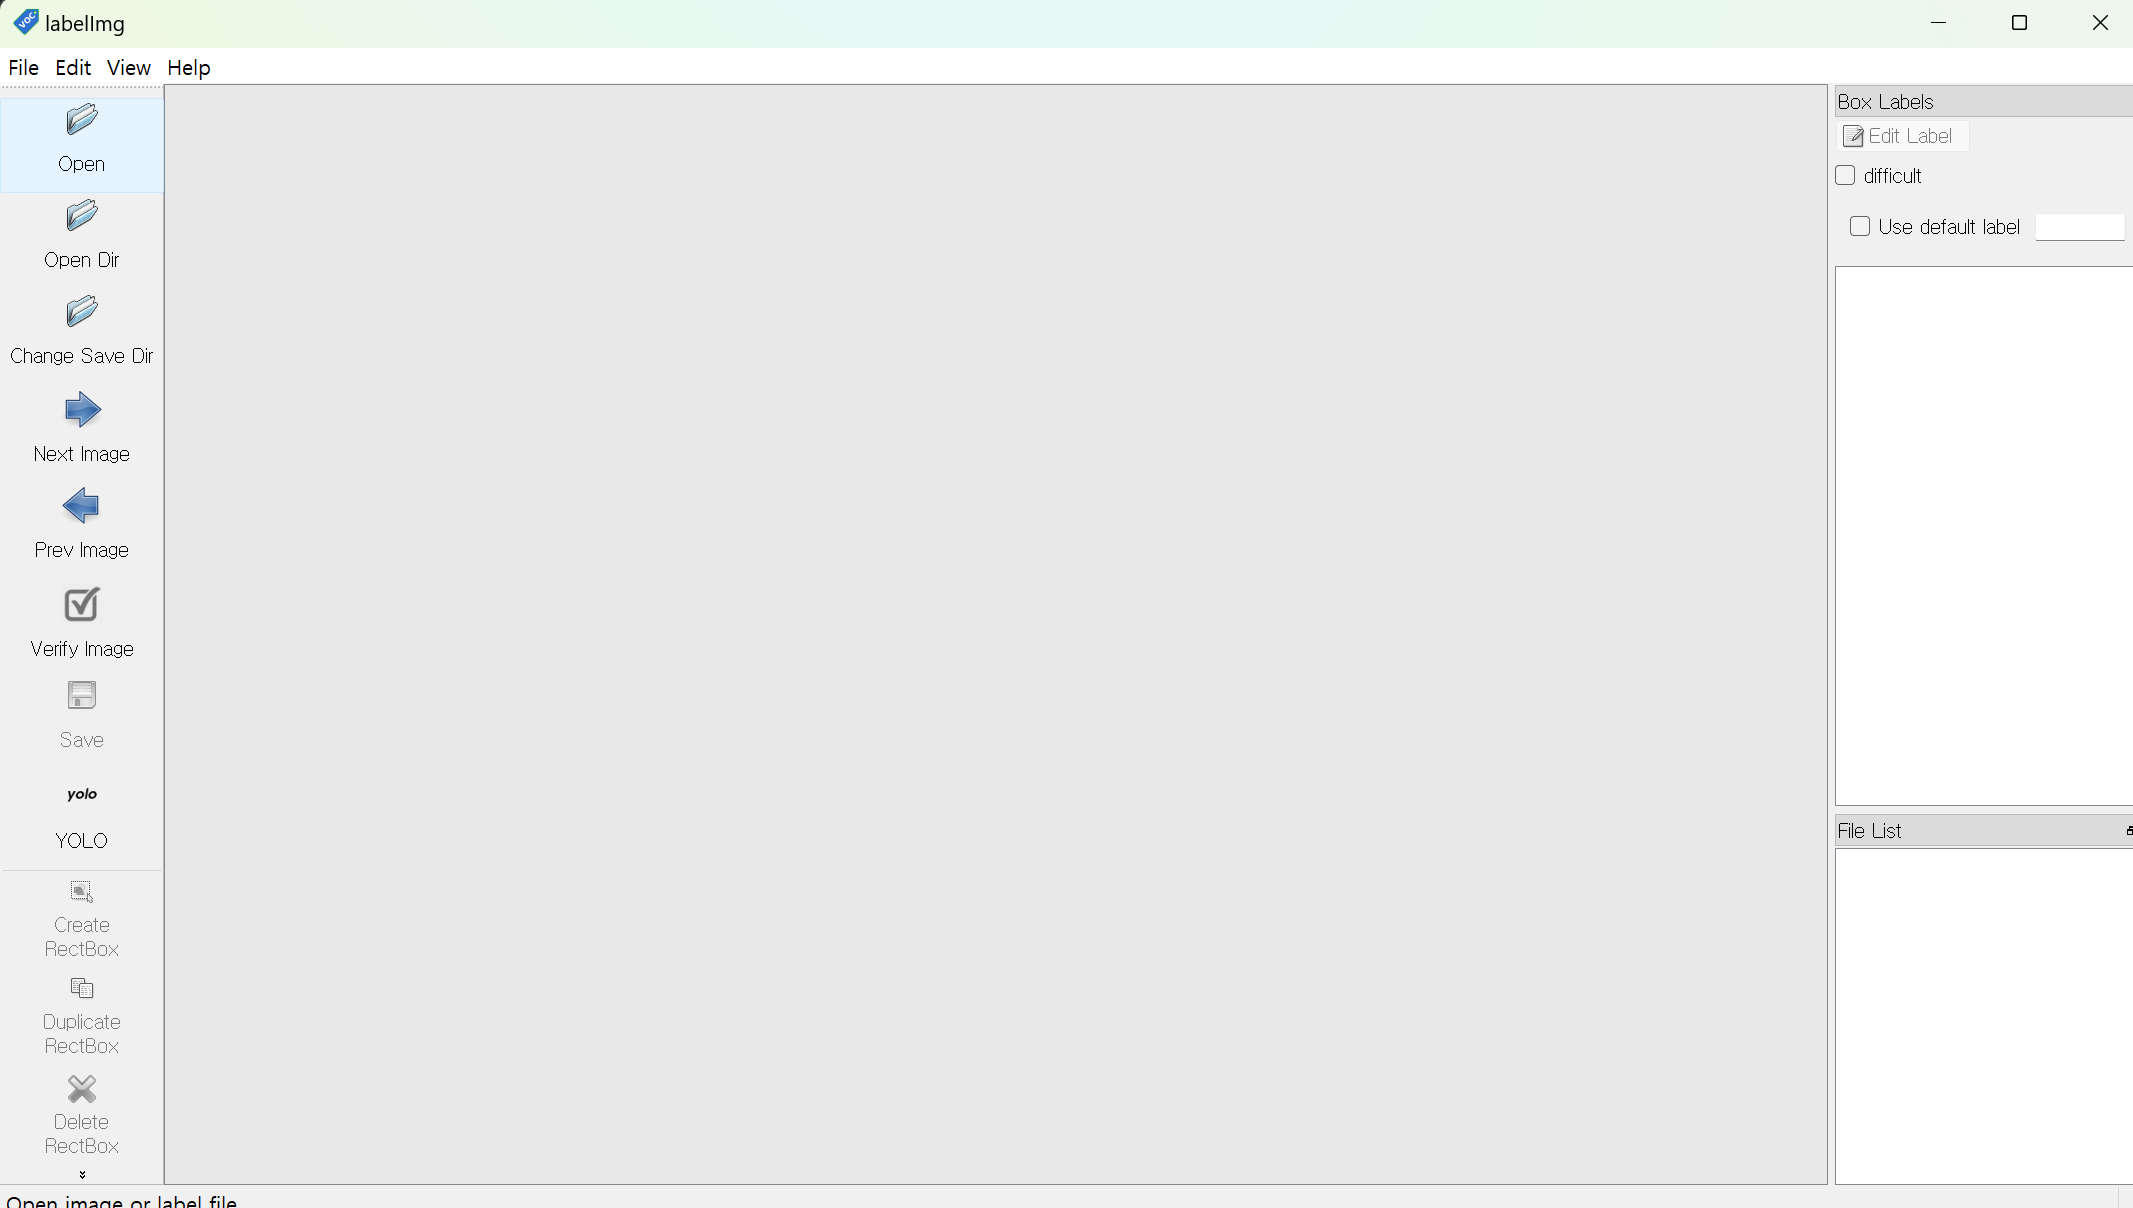 VOC
labelImg
File Edit View Help
Open
Open Dir
Change Save Dir
Next Image
Prev Image
Verify Image
Save
yolo
YOLO
Create
RectBox
Duplicate
RectBox
Delete
RectBox
Box Labels
Edit Label
difficult
Use default label
File List
Open image or label file